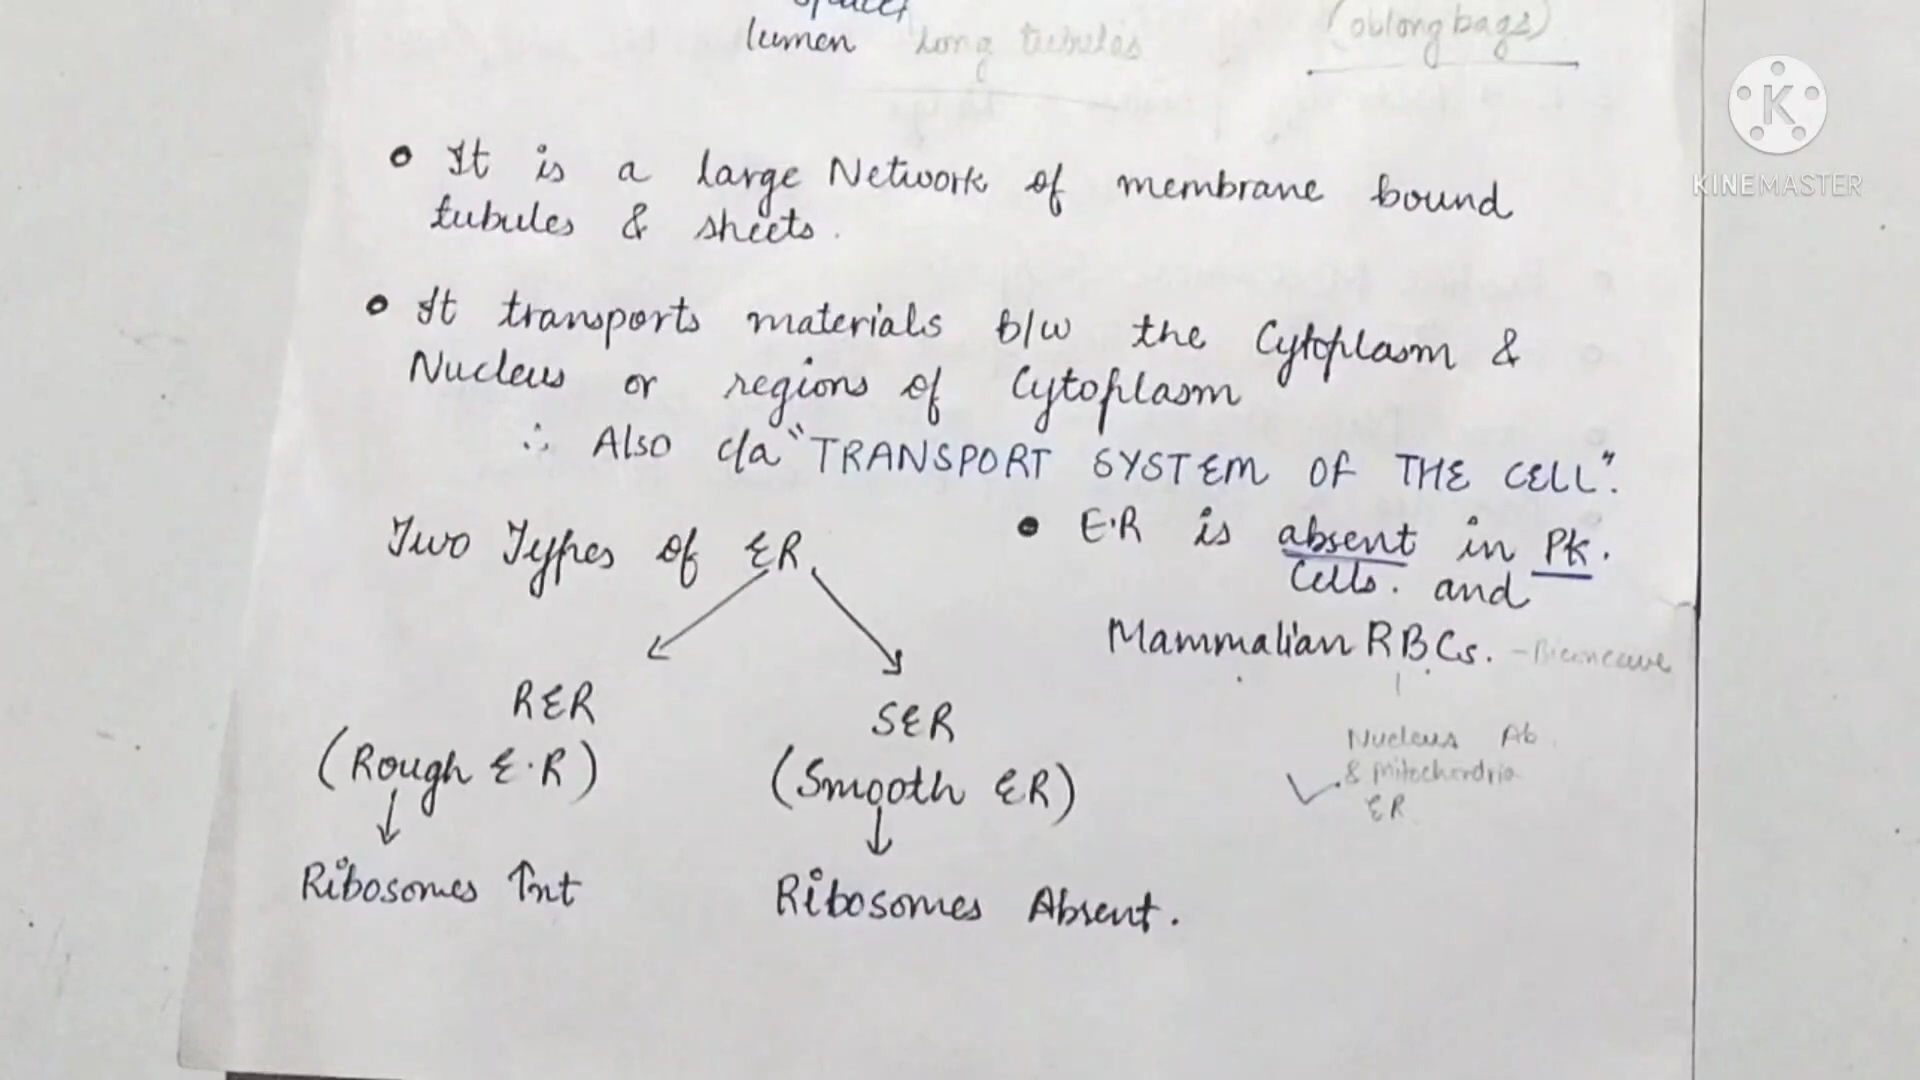 lumen long tubules (oblong bags)
• It is a large Network of membrane bound
tubules & sheets.
• It transports materials b/w the Cytoplasm &
Nucleus or regions of Cytoplasm
∴ Also c/a "TRANSPORT SYSTEM OF THE CELL".
Two Types of ER
• E.R is absent in PK.
Cells. and
Mammalian RBCs. - Biconcave
RER
(Rough E.R)
Ribosomes Pnt
SER
(Smooth ER)
Ribosomes Absent.
Nucleus Ab
& Mitochondria
ER
K
KINEMASTER